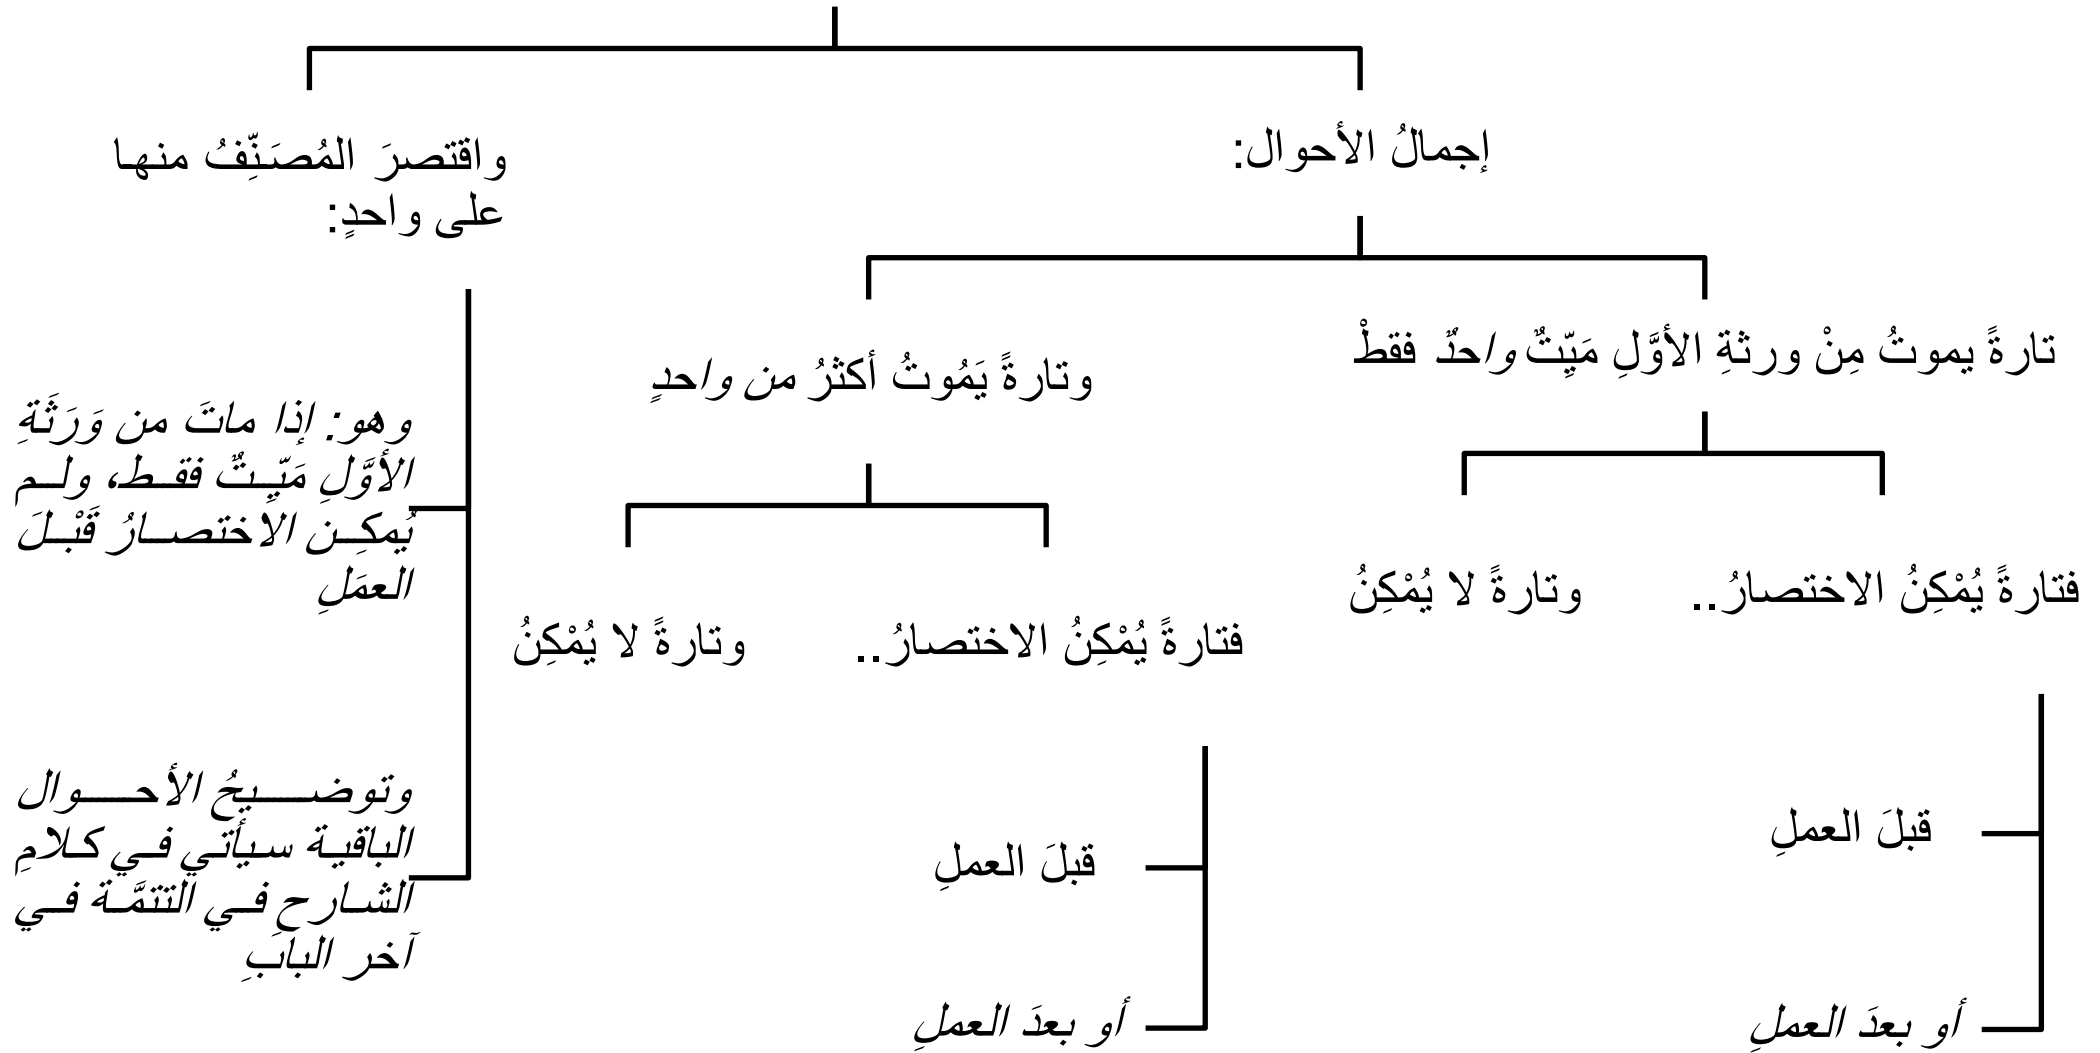 إجمالُ الأحوال:
تارةً يموتُ مِنْ ورثةِ الأوَّلِ مَيِّتٌ واحدٌ فقطْ
فتارةً يُمْكِنُ الاختصارُ..
قبلَ العملِ
أو بعدَ العملِ
وتارةً لا يُمْكِنُ
وتارةً يَمُوتُ أكثرُ من واحدٍ
فتارةً يُمْكِنُ الاختصارُ..
قبلَ العملِ
أو بعدَ العملِ
وتارةً لا يُمْكِنُ
واقتصرَ المُصَنِّفُ منها
على واحدٍ:
وهو: إذا ماتَ من وَرَثَةِ
الأوَّلِ مَيِّتٌ فقط، ولم
يُمكِن الاختصارُ قَبْلَ
العمَلِ
وتوضيحُ الأحوال
الباقية سيأتي في كلامِ
الشارحِ في التتمَّة في
آخر البابِ